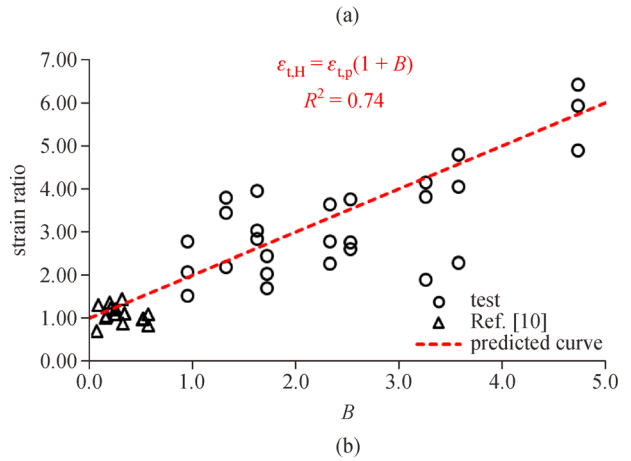 (a)
7.00
6.00
5.00
4.00
3.00
2.00
1.00
0.00
strain ratio
ε_t,H = ε_t,p(1 + B)
R² = 0.74
test
Ref. [10]
predicted curve
0.0 1.0 2.0 3.0 4.0 5.0
B
(b)